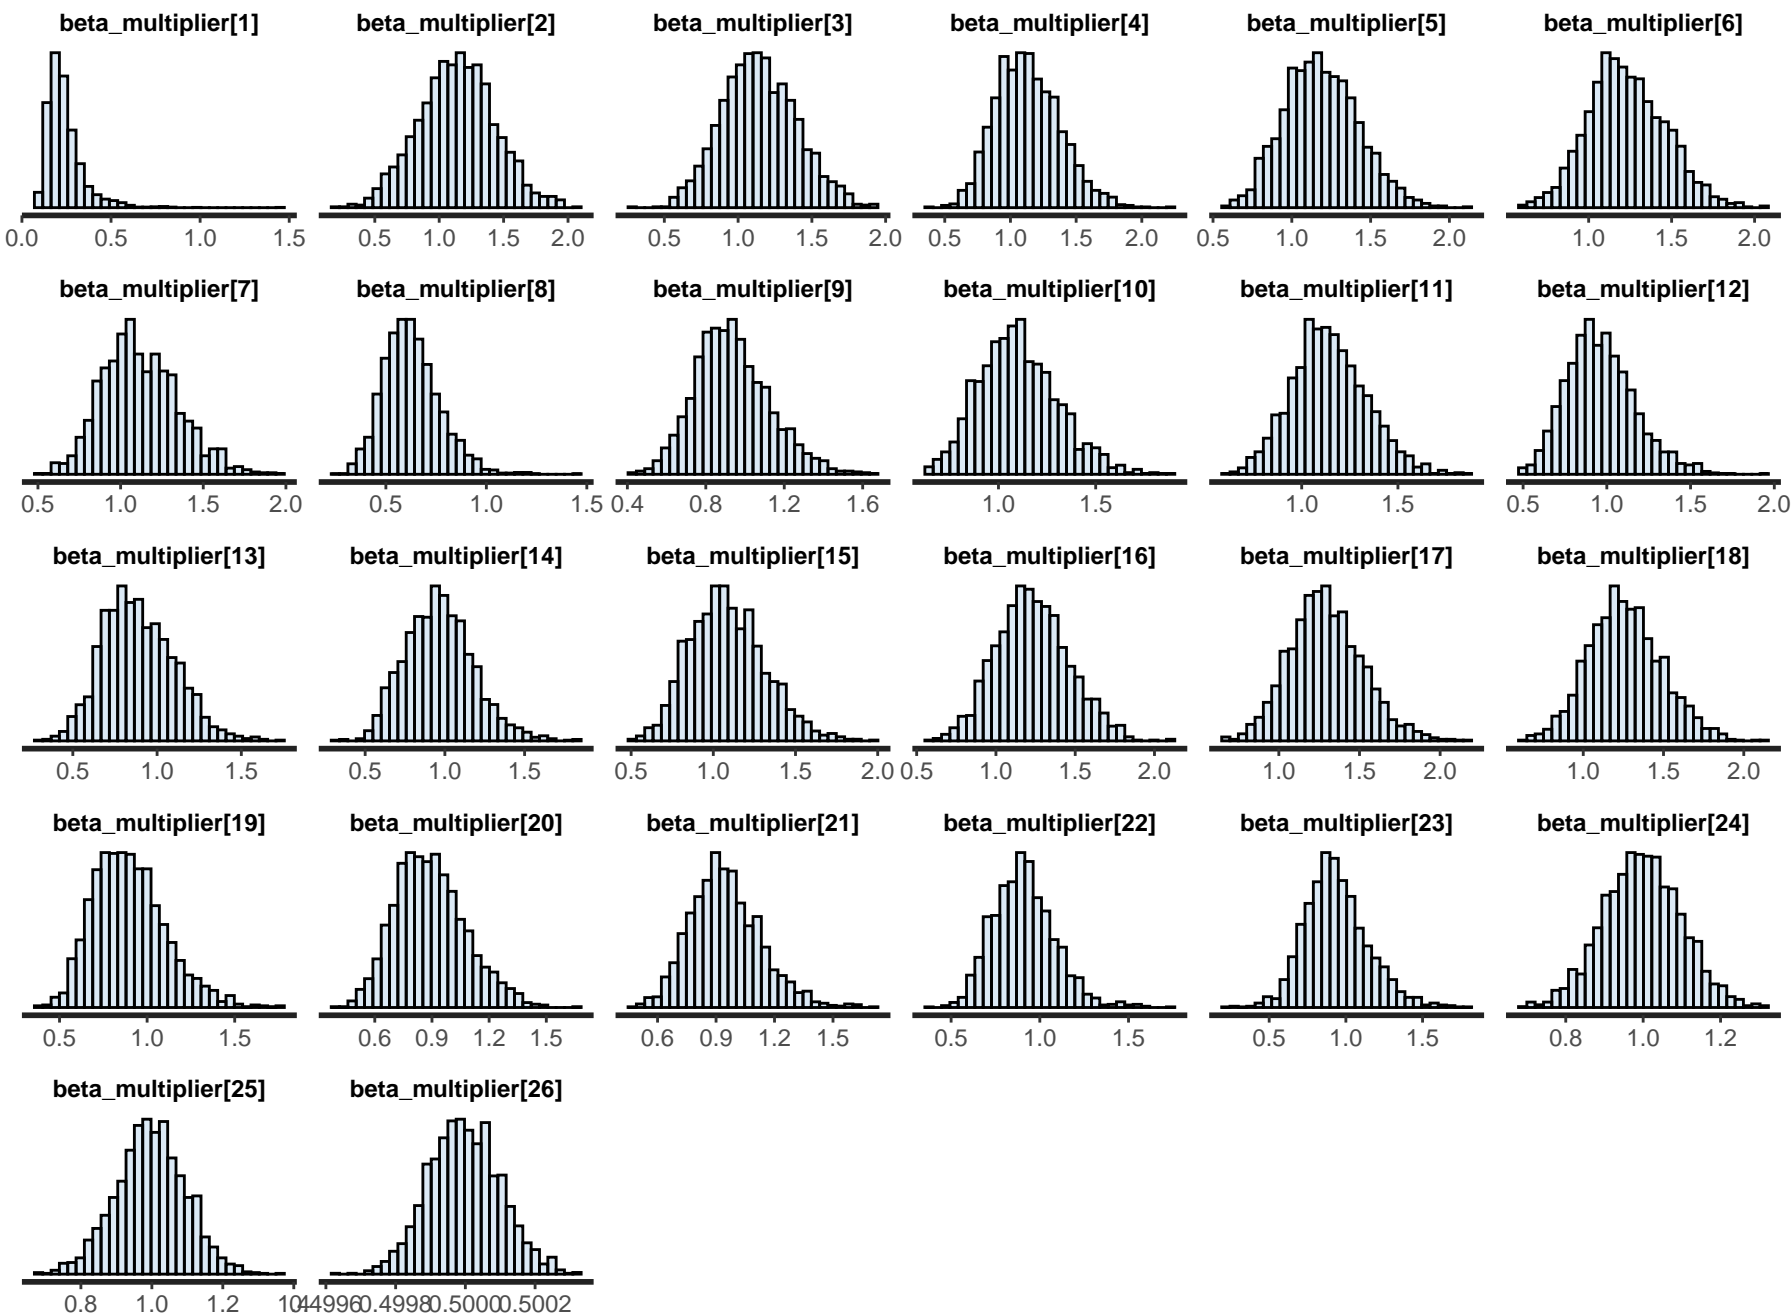 beta_multiplier[1] beta_multiplier[2] beta_multiplier[3] beta_multiplier[4] beta_multiplier[5] beta_multiplier[6]
0.0 0.5 1.0 1.5 0.5 1.0 1.5 2.0 0.5 1.0 1.5 2.0 0.5 1.0 1.5 2.0 0.5 1.0 1.5 2.0 1.0 1.5 2.0
beta_multiplier[7] beta_multiplier[8] beta_multiplier[9] beta_multiplier[10] beta_multiplier[11] beta_multiplier[12]
0.5 1.0 1.5 2.0 0.5 1.0 1.5 0.4 0.8 1.2 1.6 1.0 1.5 1.0 1.5 0.5 1.0 1.5 2.0
beta_multiplier[13] beta_multiplier[14] beta_multiplier[15] beta_multiplier[16] beta_multiplier[17] beta_multiplier[18]
0.5 1.0 1.5 0.5 1.0 1.5 0.5 1.0 1.5 2.0 0.5 1.0 1.5 2.0 1.0 1.5 2.0 1.0 1.5 2.0
beta_multiplier[19] beta_multiplier[20] beta_multiplier[21] beta_multiplier[22] beta_multiplier[23] beta_multiplier[24]
0.5 1.0 1.5 0.6 0.9 1.2 1.5 0.6 0.9 1.2 1.5 0.5 1.0 1.5 0.5 1.0 1.5 0.8 1.0 1.2
beta_multiplier[25] beta_multiplier[26]
0.8 1.0 1.2 1.4 0.4996 0.4998 0.5000 0.5002